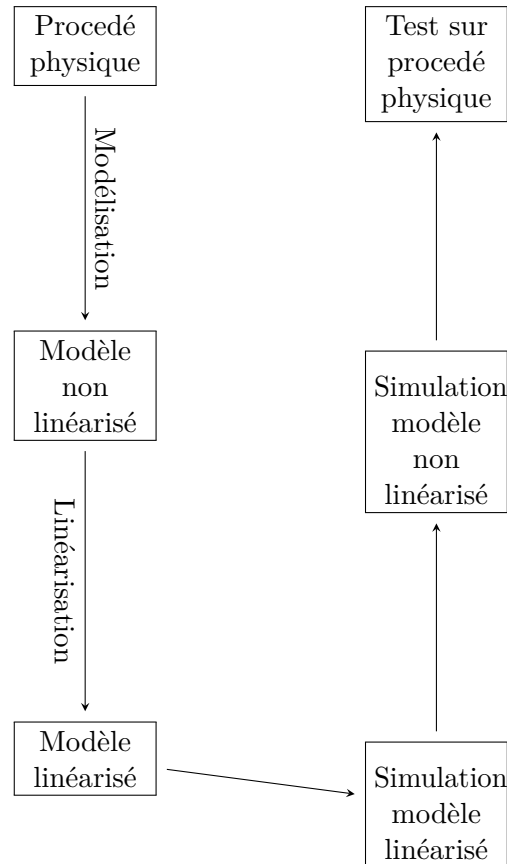 Procedé
physique
Modélisation
Modèle
non
linéarisé
Linéarisation
Modèle
linéarisé
Test sur
procedé
physique
Simulation
modèle
non
linéarisé
Simulation
modèle
linéarisé